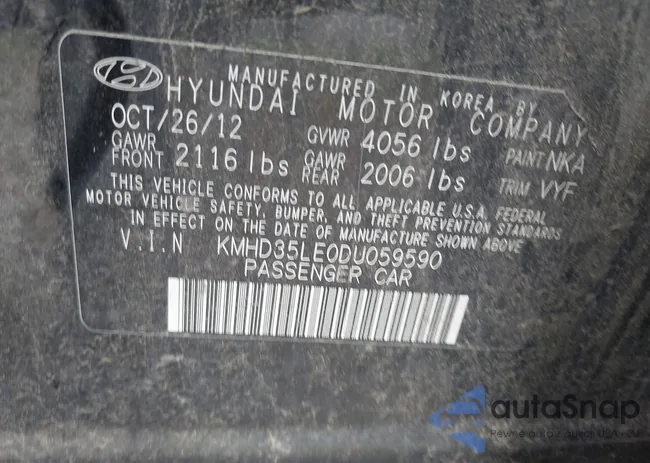 MANUFACTURED IN KOREA BY
HYUNDAI MOTOR COMPANY
OCT/26/12 GVWR 4056 lbs PAINT NKA
GAWR FRONT 2116 lbs GAWR REAR 2006 lbs TRIM VYF
THIS VEHICLE CONFORMS TO ALL APPLICABLE U.S.A. FEDERAL
MOTOR VEHICLE SAFETY, BUMPER, AND THEFT PREVENTION STANDARDS
IN EFFECT ON THE DATE OF MANUFACTURE SHOWN ABOVE
V.I.N KMHD35LE0DU059590
PASSENGER CAR
autaSnap